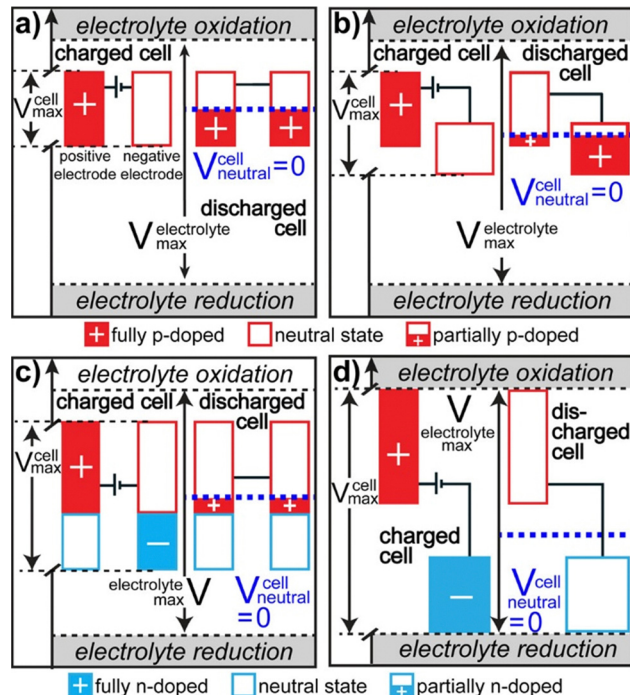 a)
electrolyte oxidation
charged cell
V cell max
+
+
+
positive electrode
negative electrode
V cell neutral =0
discharged cell
V electrolyte max
electrolyte reduction
b)
electrolyte oxidation
charged cell
discharged cell
V cell max
+
+
+
V cell neutral =0
V electrolyte max
electrolyte reduction
+ fully p-doped
neutral state
+ partially p-doped
c)
electrolyte oxidation
charged cell
discharged cell
V cell max
+
−
+
+
electrolyte max V
V cell neutral =0
electrolyte reduction
d)
electrolyte oxidation
V electrolyte max
dis-
charged
cell
V cell max
+
charged
cell
−
V cell neutral =0
electrolyte reduction
+ fully n-doped
neutral state
+ partially n-doped